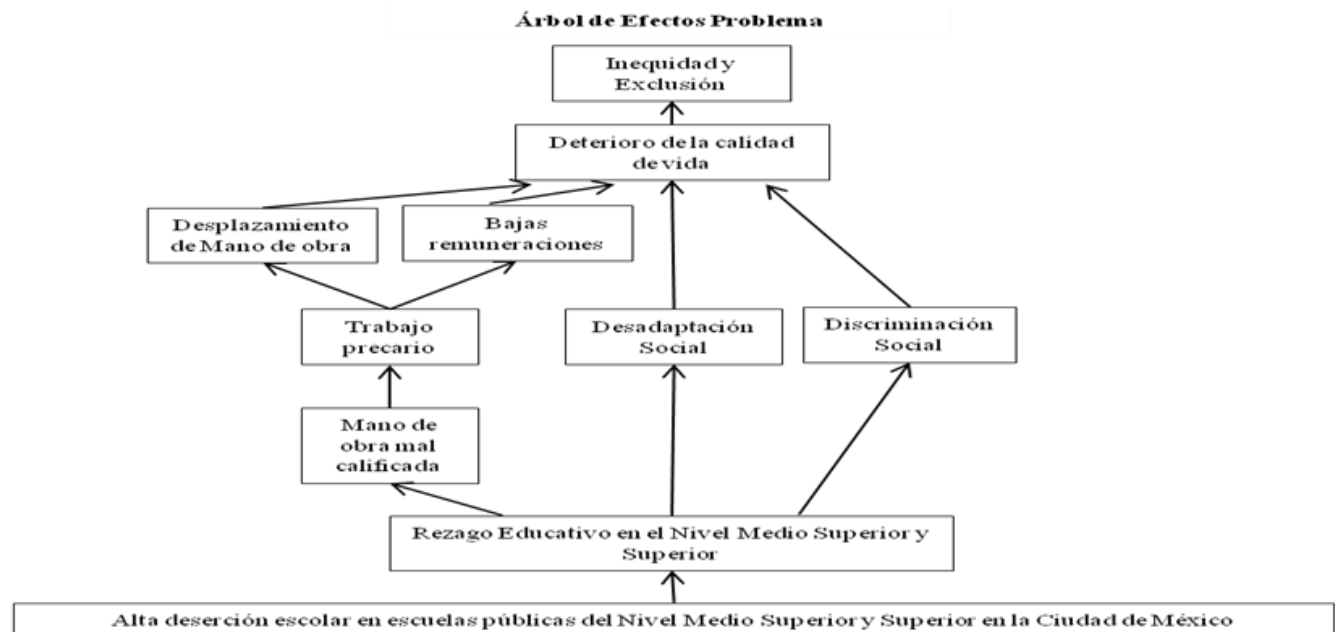 Árbol de Efectos Problema
Inequidad y
Exclusión
Deterioro de la calidad
de vida
Desplazamiento
de Mano de obra
Bajas
remuneraciones
Trabajo
precario
Desadaptación
Social
Discriminación
Social
Mano de
obra mal
calificada
Rezago Educativo en el Nivel Medio Superior y
Superior
Alta deserción escolar en escuelas públicas del Nivel Medio Superior y Superior en la Ciudad de México